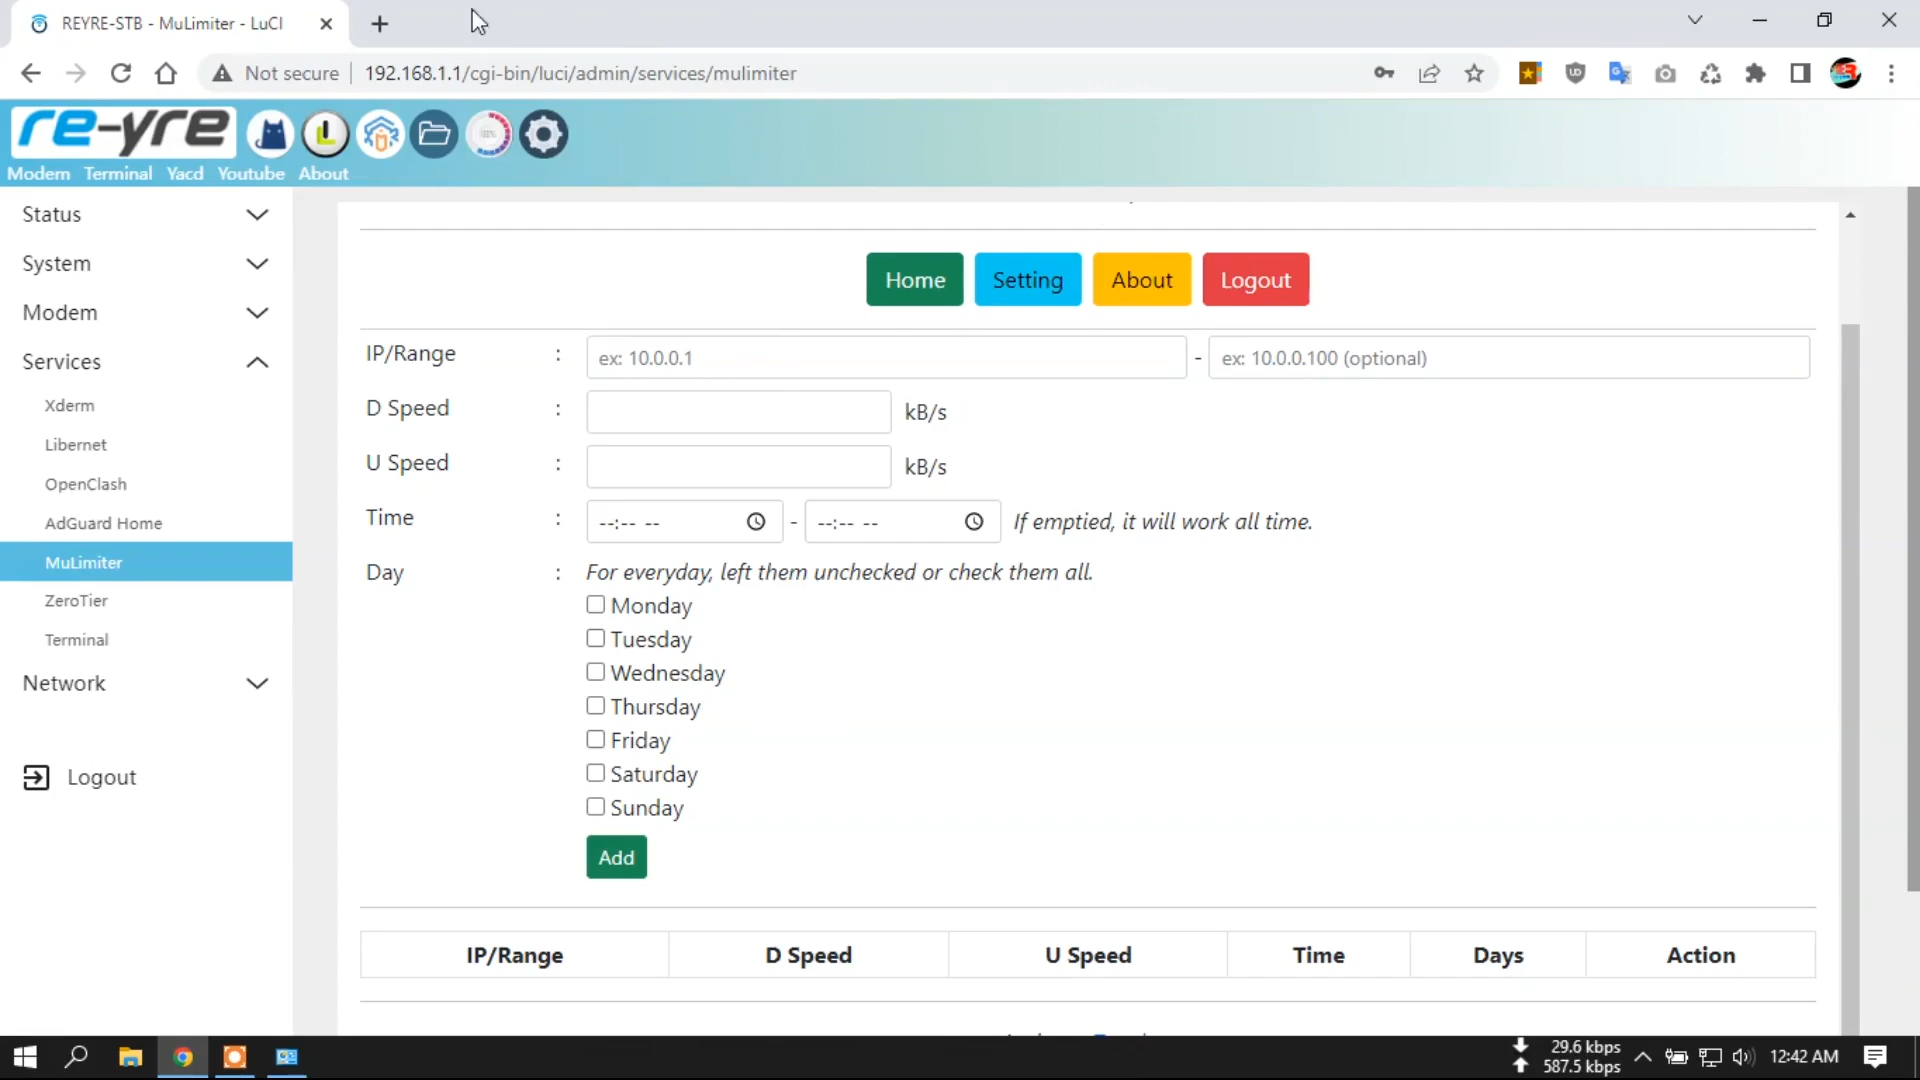 REYRE-STB - MuLimiter - LuCI
Not secure
192.168.1.1/cgi-bin/luci/admin/services/mulimiter
re-yre
Modem Terminal Yacd Youtube About
Status
System
Modem
Services
Xderm
Libernet
OpenClash
AdGuard Home
MuLimiter
ZeroTier
Terminal
Network
Logout
Home Setting About Logout
IP/Range : ex: 10.0.0.1 - ex: 10.0.0.100 (optional)
D Speed : kB/s
U Speed : kB/s
Time : --:-- -- - --:-- -- If emptied, it will work all time.
Day : For everyday, left them unchecked or check them all.
Monday
Tuesday
Wednesday
Thursday
Friday
Saturday
Sunday
Add
IP/Range D Speed U Speed Time Days Action
29.6 kbps
587.5 kbps
12:42 AM